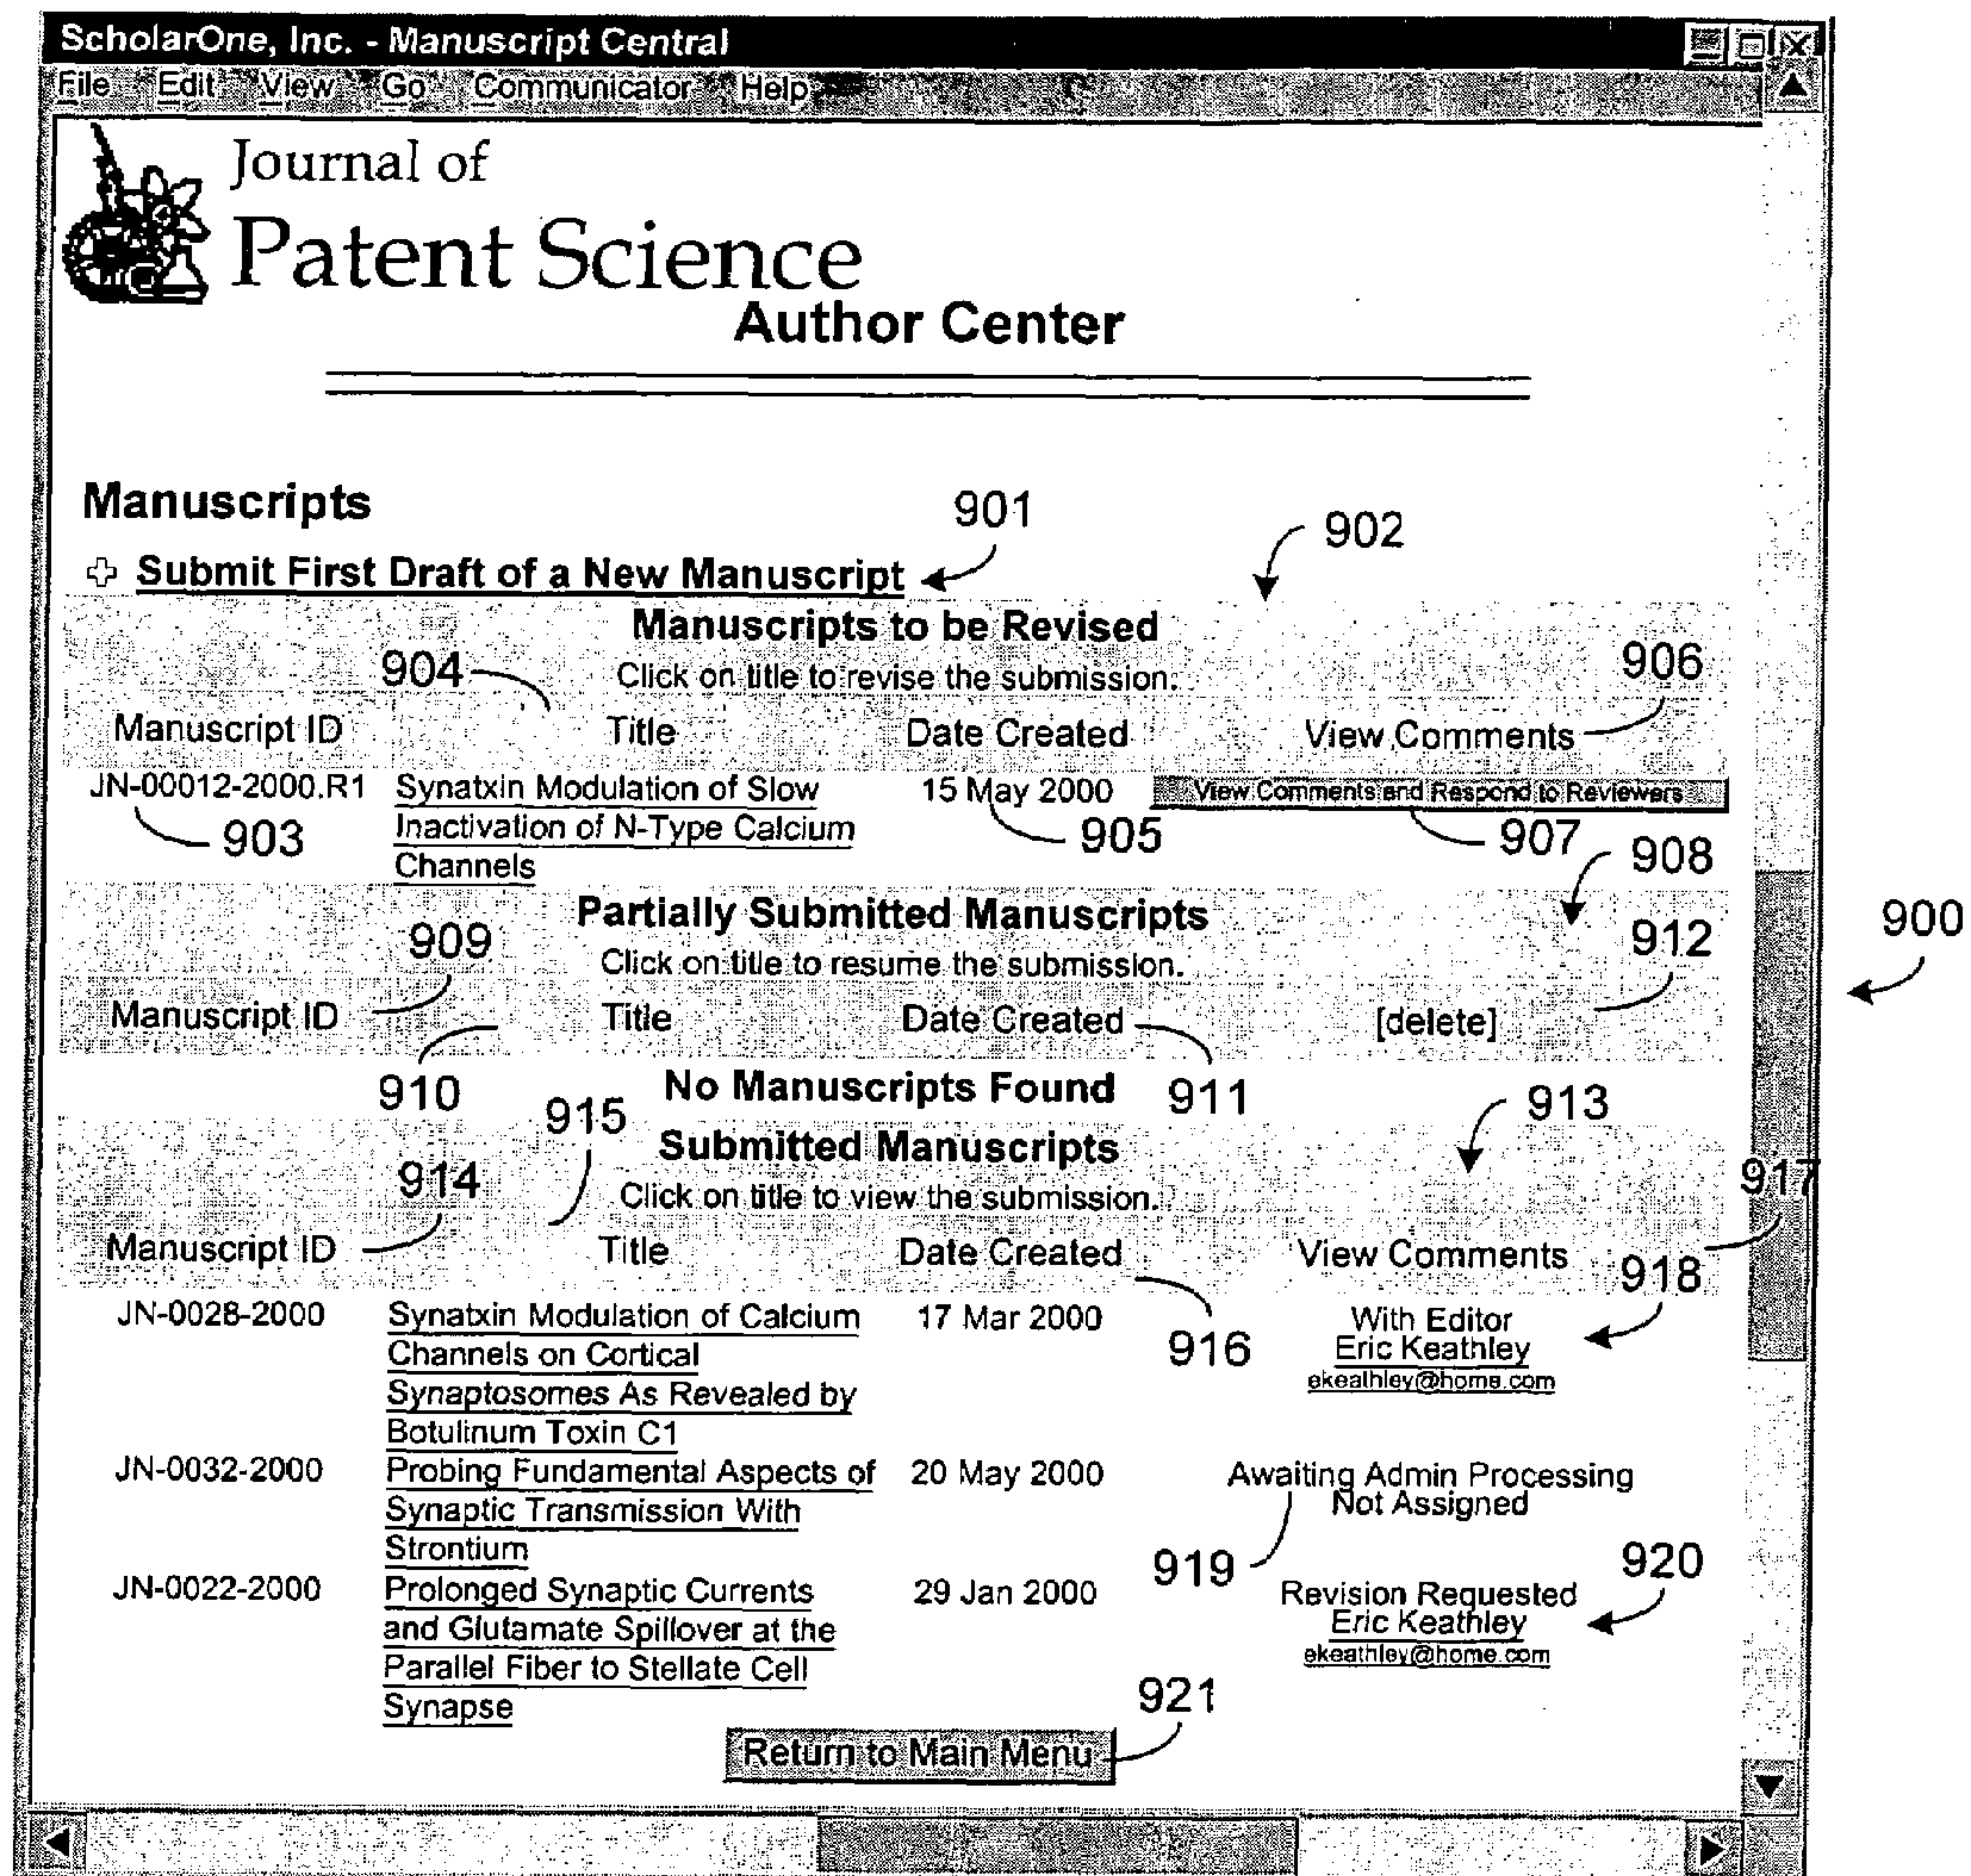 ScholarOne, Inc. - Manuscript Central
File Edit View Go Communicator Help
Journal of
Patent Science
Author Center
Manuscripts
901
902
Submit First Draft of a New Manuscript
Manuscripts to be Revised
904
Click on title to revise the submission.
906
Manuscript ID Title Date Created View Comments
JN-00012-2000.R1 Synatxin Modulation of Slow 15 May 2000 View Comments and Respond to Reviewers
903 Inactivation of N-Type Calcium 905 907 908
Channels
Partially Submitted Manuscripts
900
909
912
Click on title to resume the submission.
Manuscript ID Title Date Created [delete]
910 No Manuscripts Found 911 913
915
Submitted Manuscripts
914
917
Click on title to view the submission.
Manuscript ID Title Date Created View Comments
918
JN-0028-2000 Synatxin Modulation of Calcium 17 Mar 2000 With Editor
Channels on Cortical 916 Eric Keathley
Synaptosomes As Revealed by ekeathley@home.com
Botulinum Toxin C1
JN-0032-2000 Probing Fundamental Aspects of 20 May 2000 Awaiting Admin Processing
Synaptic Transmission With Not Assigned
Strontium 919 920
JN-0022-2000 Prolonged Synaptic Currents 29 Jan 2000 Revision Requested
and Glutamate Spillover at the Eric Keathley
Parallel Fiber to Stellate Cell ekeathley@home.com
Synapse 921
Return to Main Menu